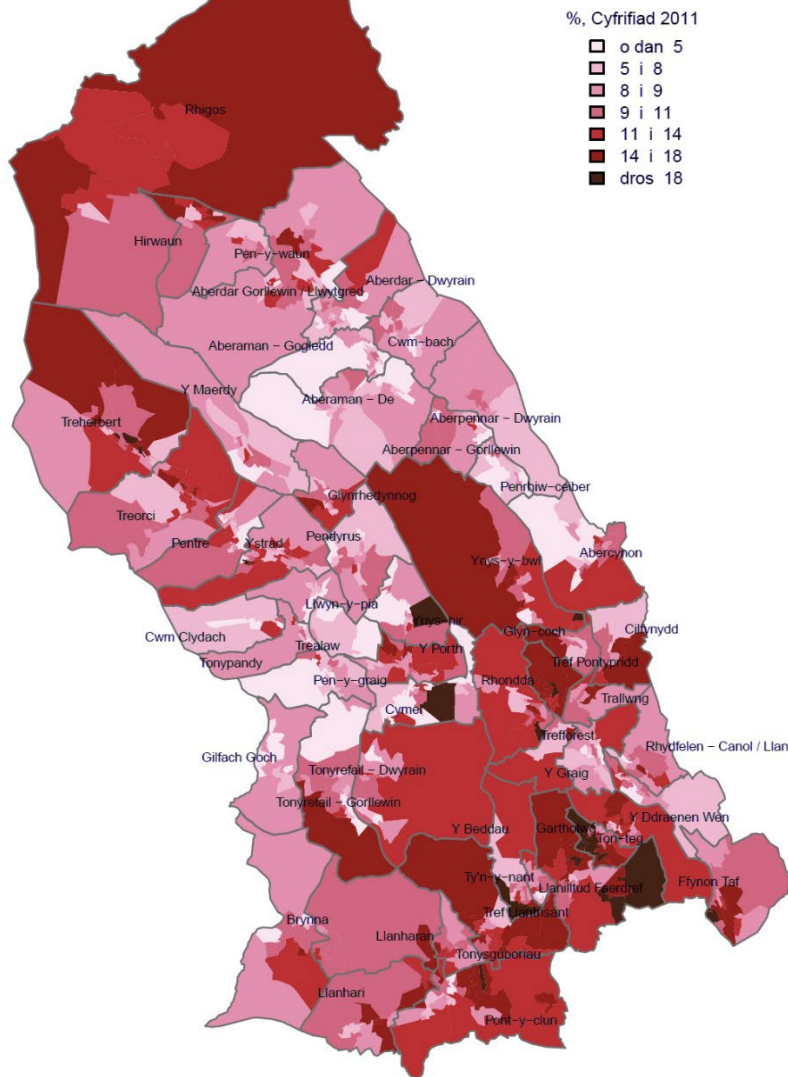 %, Cyfrifiad 2011
o dan 5
5 i 8
8 i 9
9 i 11
11 i 14
14 i 18
dros 18
Rhigos
Hirwaun
Pen-y-waun
Aberdar Gorllewin / Llwytgred
Aberdar - Dwyrain
Aberaman - Gogledd
Cwm-bach
Y Maerdy
Aberaman - De
Treherbert
Aberpennar - Dwyrain
Aberpennar - Gorllewin
Penrhiw-ceiber
Glynrhedynnog
Treorci
Pentre
Ystrad
Pendyrus
Ynys-y-bwl
Abercynon
Llwyn-y-pia
Ynys-hir
Glyn-coch
Cilfynydd
Cwm Clydach
Trealaw
Y Porth
Tref Pontypridd
Tonypandy
Pen-y-graig
Rhondda
Trallwng
Cymer
Trefforest
Rhydfelen - Canol / Llan
Gilfach Goch
Tonyrefail - Dwyrain
Y Graig
Tonyrefail - Gorllewin
Y Beddau
Gartholwg
Y Ddraenen Wen
Ton-teg
Ty'n-y-nant
Llanilltud Faerdref
Ffynon Taf
Brynna
Tref Llantrisant
Llanharan
Tonysguboriau
Llanhari
Pont-y-clun